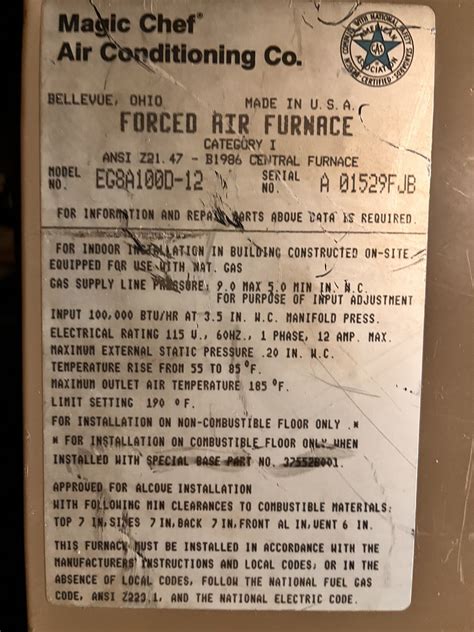 Magic Chef®
Air Conditioning Co.
AMERICAN GAS ASSOCIATION
BELLEVUE, OHIO MADE IN U.S.A.
FORCED AIR FURNACE
CATEGORY I
ANSI Z21.47 - B1986 CENTRAL FURNACE
MODEL NO. EG8A100D-12 SERIAL NO. A 01529FJB
FOR INFORMATION AND REPAIR PARTS ABOVE DATA IS REQUIRED.
FOR INDOOR INSTALLATION IN BUILDING CONSTRUCTED ON-SITE.
EQUIPPED FOR USE WITH NAT. GAS
GAS SUPPLY LINE PRESSURE: 9.0 MAX 5.0 MIN IN. W.C.
FOR PURPOSE OF INPUT ADJUSTMENT
INPUT 100,000 BTU/HR AT 3.5 IN. W.C. MANIFOLD PRESS.
ELECTRICAL RATING 115 V., 60HZ., 1 PHASE, 12 AMP. MAX.
MAXIMUM EXTERNAL STATIC PRESSURE .20 IN. W.C.
TEMPERATURE RISE FROM 55 TO 85 °F.
MAXIMUM OUTLET AIR TEMPERATURE 185 °F.
LIMIT SETTING 190 °F.
FOR INSTALLATION ON NON-COMBUSTIBLE FLOOR ONLY .*
* FOR INSTALLATION ON COMBUSTIBLE FLOOR ONLY WHEN
INSTALLED WITH SPECIAL BASE PART NO.
APPROVED FOR ALCOVE INSTALLATION
WITH FOLLOWING MIN CLEARANCES TO COMBUSTIBLE MATERIALS:
TOP 7 IN, SIDES 7 IN, BACK 7 IN, FRONT AL IN, VENT 6 IN.
THIS FURNACE MUST BE INSTALLED IN ACCORDANCE WITH THE
MANUFACTURERS INSTRUCTIONS AND LOCAL CODES; OR IN THE
ABSENCE OF LOCAL CODES, FOLLOW THE NATIONAL FUEL GAS
CODE, ANSI Z223.1, AND THE NATIONAL ELECTRIC CODE.